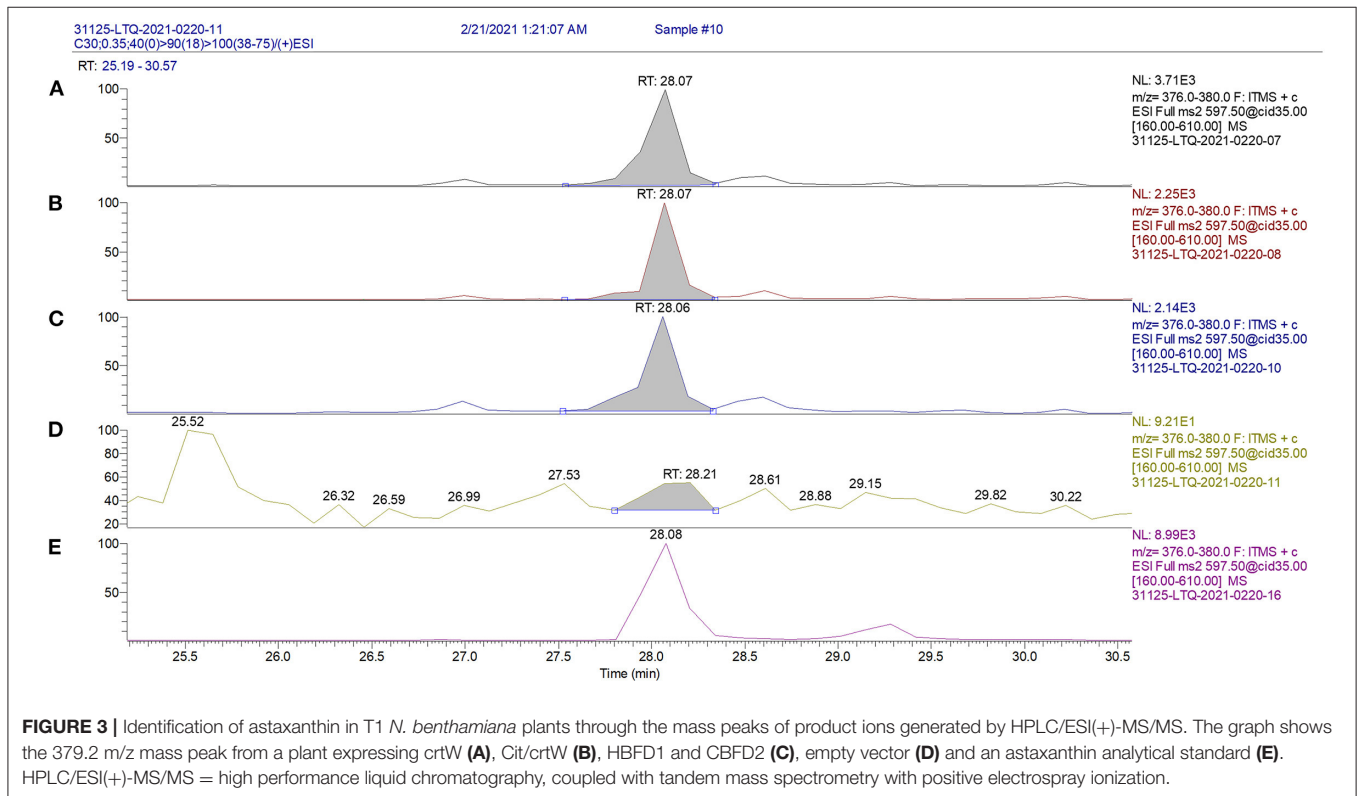 31125-LTQ-2021-0220-11 2/21/2021 1:21:07 AM Sample #10
C30;0.35;40(0)>90(18)>100(38-75)/(+)ESI
RT: 25.19 - 30.57
A
RT: 28.07
100
50
NL: 3.71E3
m/z= 376.0-380.0 F: ITMS + c
ESI Full ms2 597.50@cid35.00
[160.00-610.00] MS
31125-LTQ-2021-0220-07
B
RT: 28.07
100
50
NL: 2.25E3
m/z= 376.0-380.0 F: ITMS + c
ESI Full ms2 597.50@cid35.00
[160.00-610.00] MS
31125-LTQ-2021-0220-08
C
RT: 28.06
100
50
NL: 2.14E3
m/z= 376.0-380.0 F: ITMS + c
ESI Full ms2 597.50@cid35.00
[160.00-610.00] MS
31125-LTQ-2021-0220-10
D
100
80
60
40
20
25.52
26.32
26.59
26.99
27.53
RT: 28.21
28.61
28.88
29.15
29.82
30.22
NL: 9.21E1
m/z= 376.0-380.0 F: ITMS + c
ESI Full ms2 597.50@cid35.00
[160.00-610.00] MS
31125-LTQ-2021-0220-11
E
28.08
100
50
NL: 8.99E3
m/z= 376.0-380.0 F: ITMS + c
ESI Full ms2 597.50@cid35.00
[160.00-610.00] MS
31125-LTQ-2021-0220-16
25.5 26.0 26.5 27.0 27.5 28.0 28.5 29.0 29.5 30.0 30.5
Time (min)
FIGURE 3 | Identification of astaxanthin in T1 N. benthamiana plants through the mass peaks of product ions generated by HPLC/ESI(+)-MS/MS. The graph shows
the 379.2 m/z mass peak from a plant expressing crtW (A), Cit/crtW (B), HBFD1 and CBFD2 (C), empty vector (D) and an astaxanthin analytical standard (E).
HPLC/ESI(+)-MS/MS = high performance liquid chromatography, coupled with tandem mass spectrometry with positive electrospray ionization.